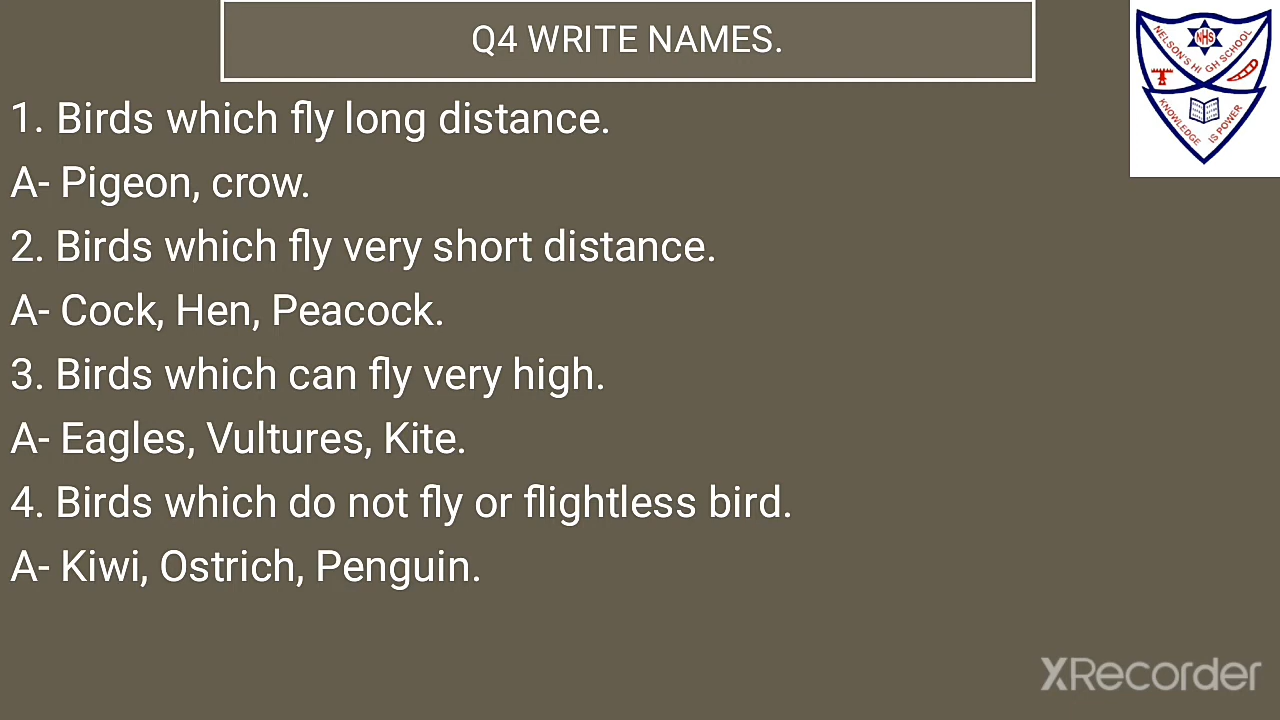 Q4 WRITE NAMES.
NELSON'S HIGH SCHOOL
NHS
KNOWLEDGE IS POWER
1. Birds which fly long distance.
A- Pigeon, crow.
2. Birds which fly very short distance.
A- Cock, Hen, Peacock.
3. Birds which can fly very high.
A- Eagles, Vultures, Kite.
4. Birds which do not fly or flightless bird.
A- Kiwi, Ostrich, Penguin.
XRecorder